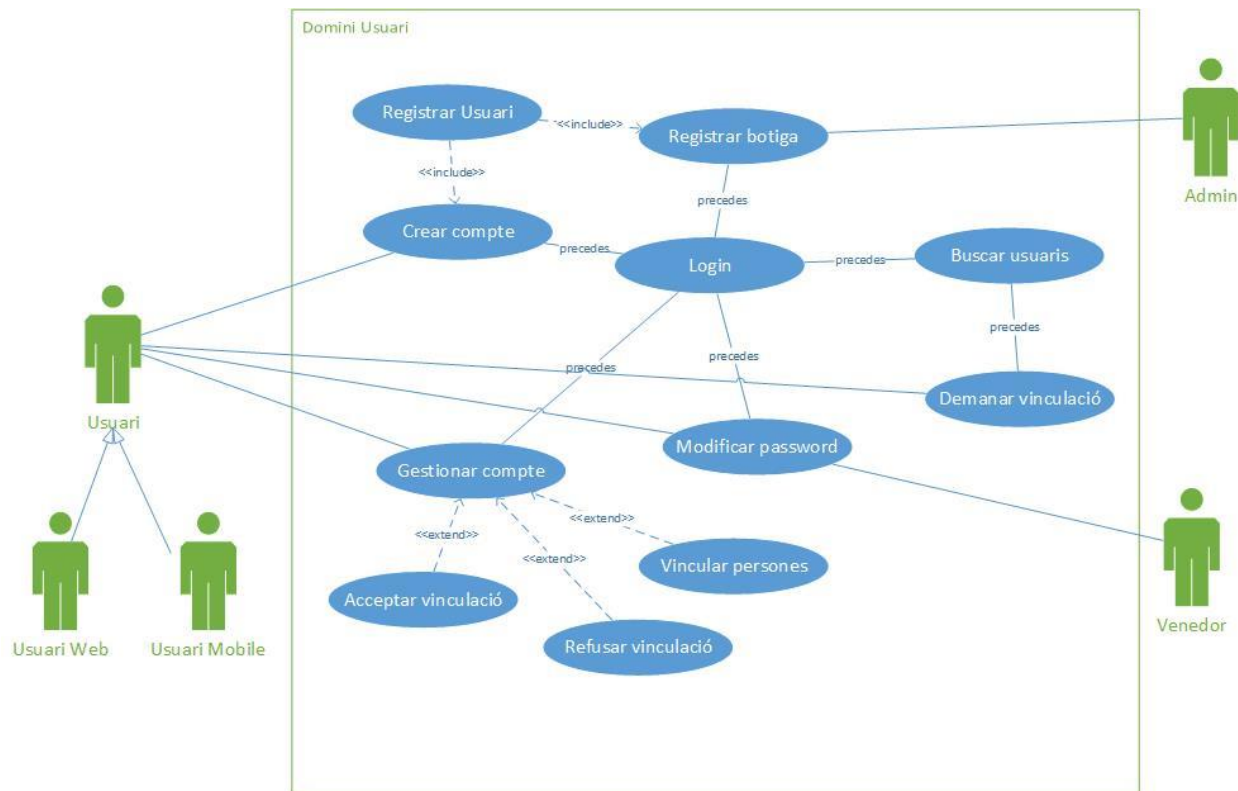 Domini Usuari
Registrar Usuari
<<include>>
Registrar botiga
<<include>>
Admin
precedes
Crear compte
precedes
Login
precedes
Buscar usuaris
precedes
precedes
precedes
Demanar vinculació
Usuari
Modificar password
Gestionar compte
<<extend>>
<<extend>>
<<extend>>
Vincular persones
Acceptar vinculació
Refusar vinculació
Usuari Web
Usuari Mobile
Venedor